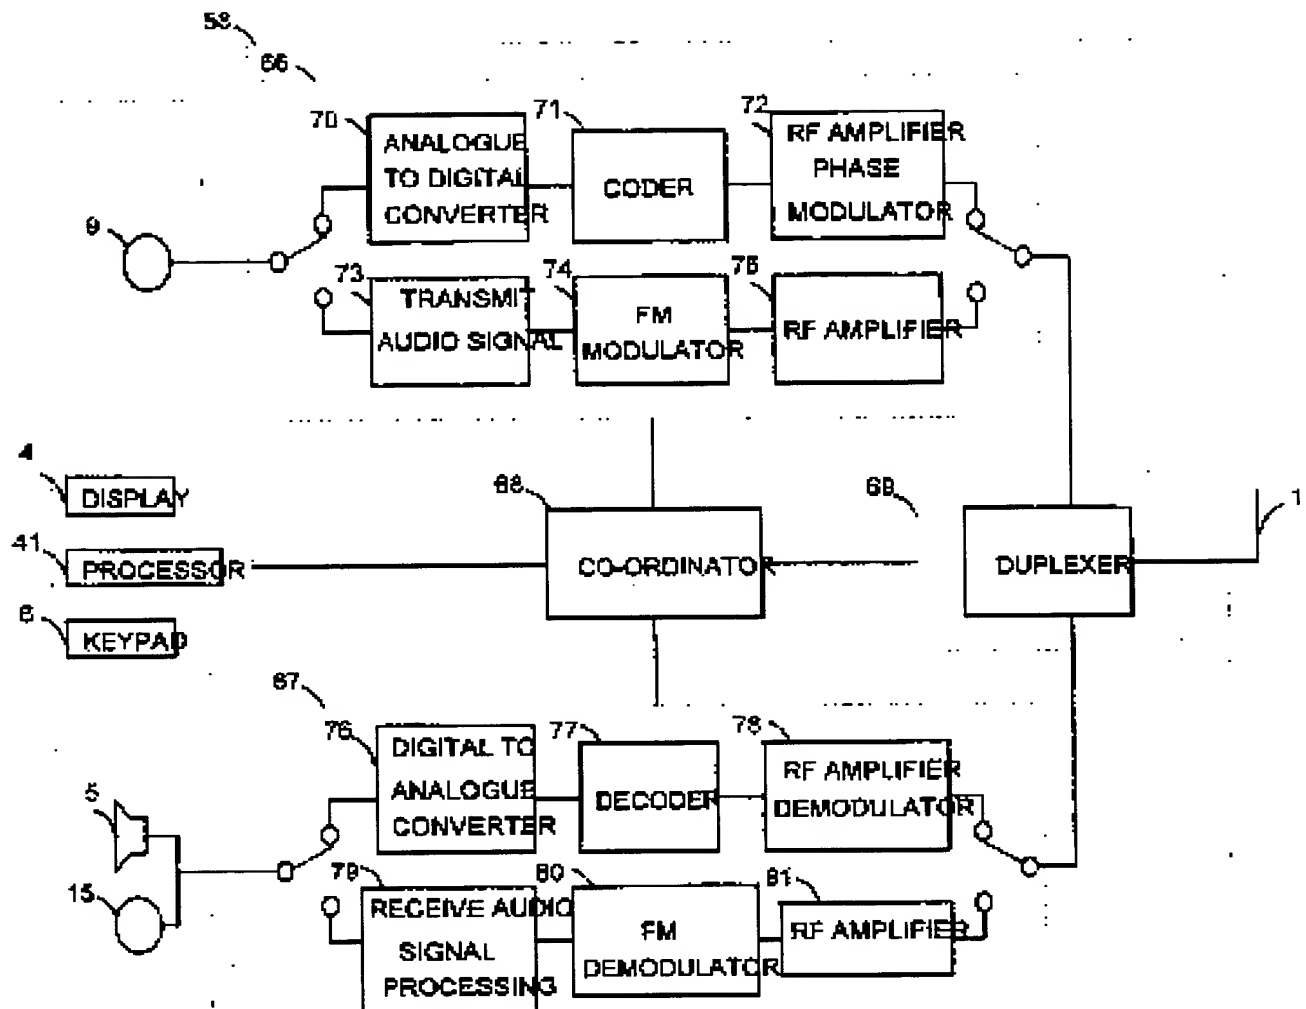 58
66
70
ANALOGUE
TO DIGITAL
CONVERTER
71
CODER
72
RF AMPLIFIER
PHASE
MODULATOR
9
73
TRANSMIT
AUDIO SIGNAL
74
FM
MODULATOR
75
RF AMPLIFIER
4
DISPLAY
41
PROCESSOR
6
KEYPAD
68
CO-ORDINATOR
69
DUPLEXER
1
67
76
DIGITAL TO
ANALOGUE
CONVERTER
77
DECODER
78
RF AMPLIFIER
DEMODULATOR
5
15
79
RECEIVE AUDIO
SIGNAL
PROCESSING
80
FM
DEMODULATOR
81
RF AMPLIFIER